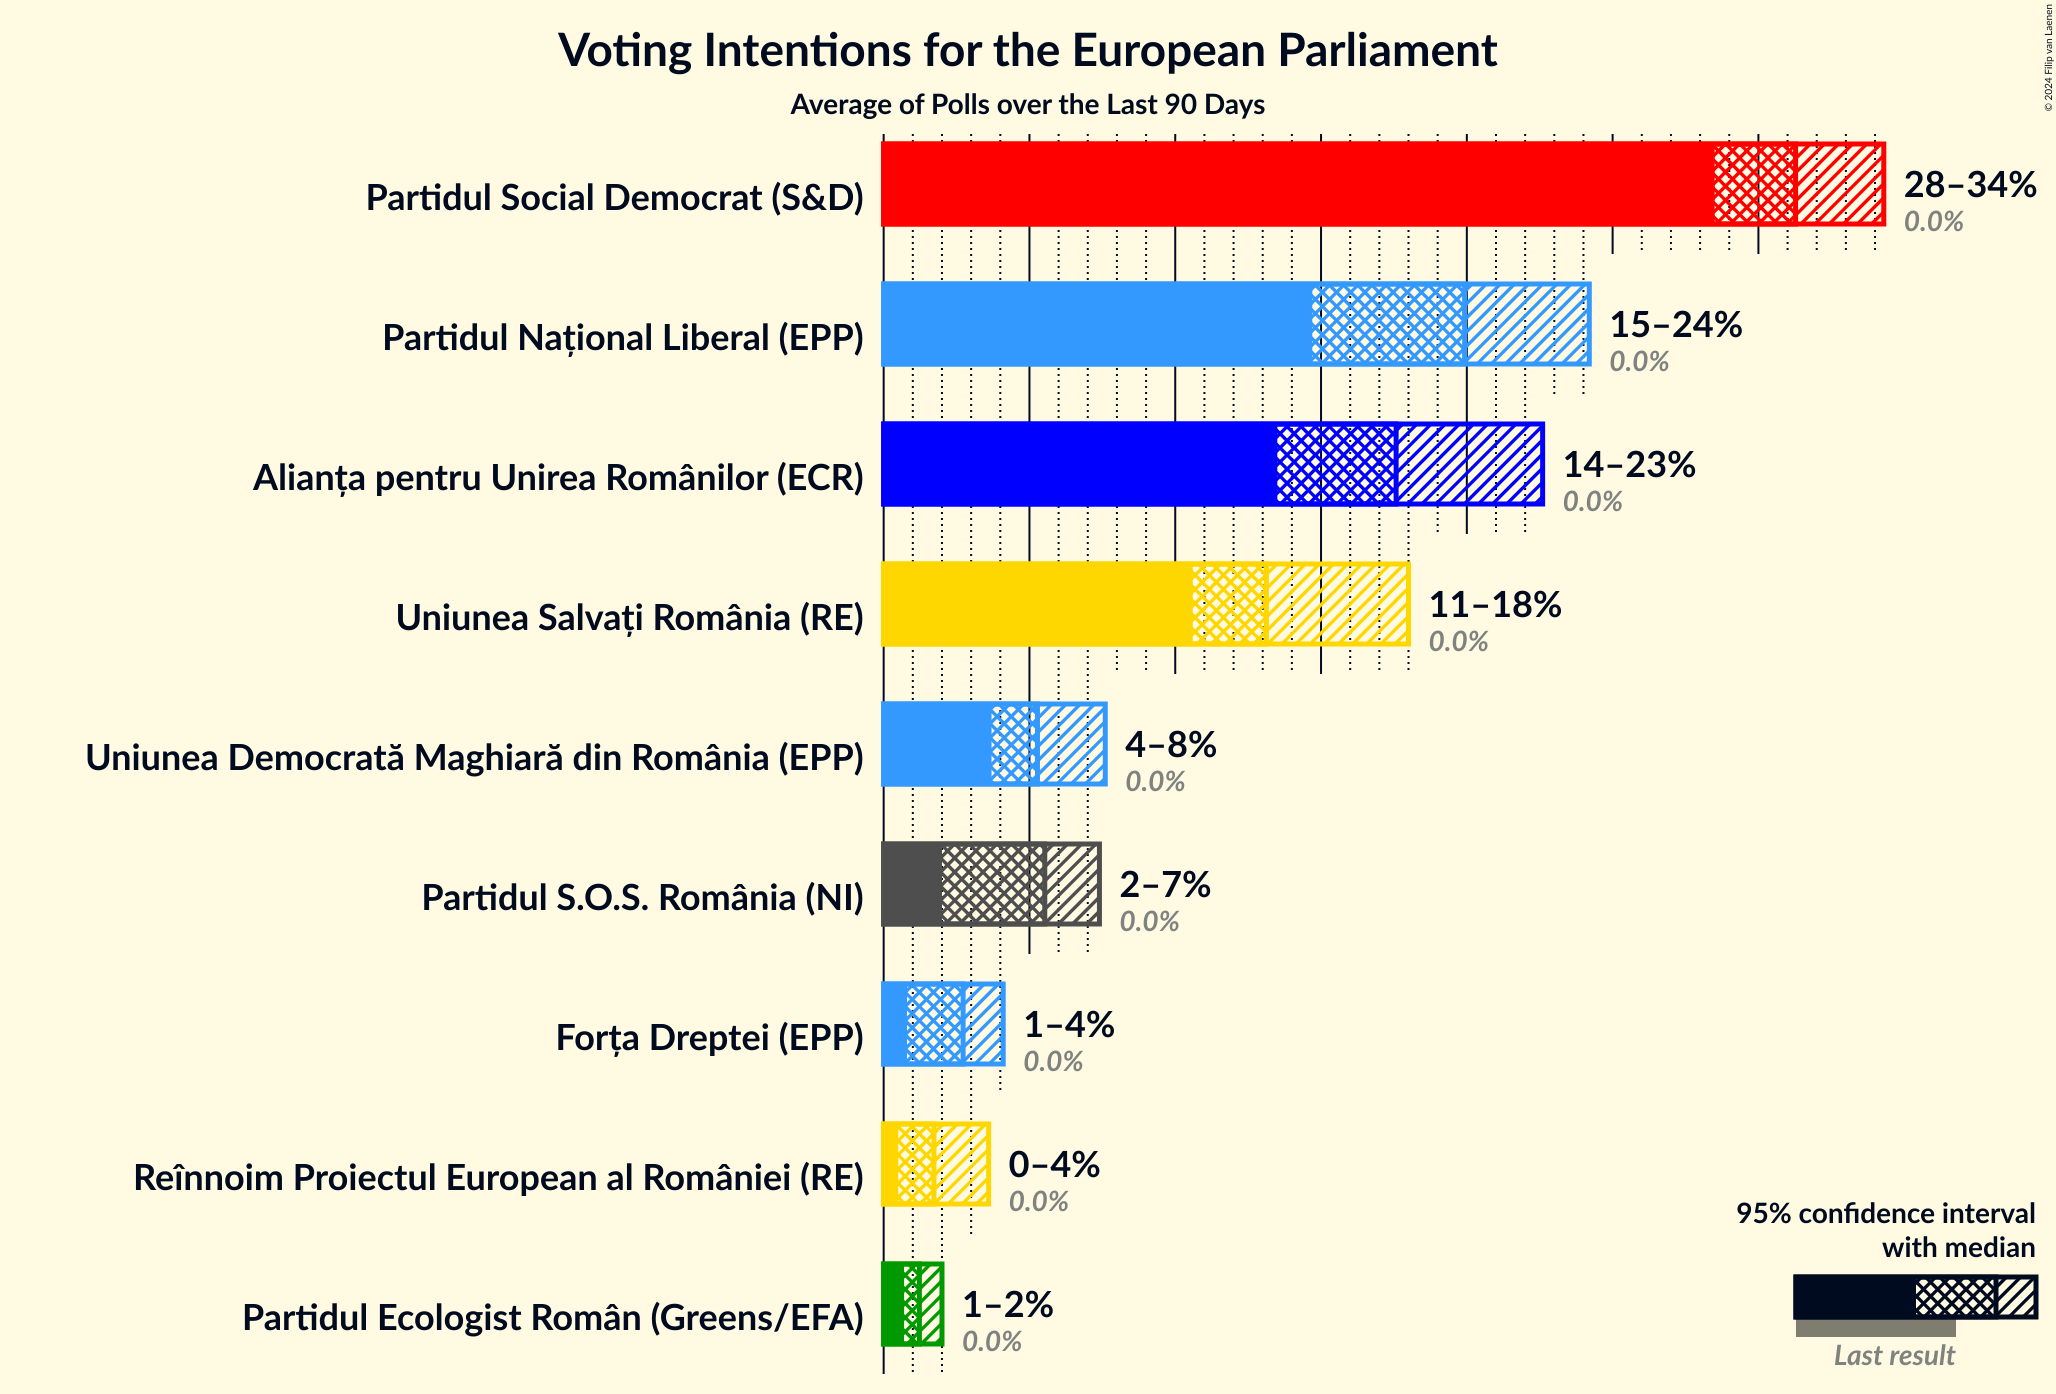 © 2024 Filip van Laenen
Voting Intentions for the European Parliament
Average of Polls over the Last 90 Days
Partidul Social Democrat (S&D)
28–34%
0.0%
Partidul Național Liberal (EPP)
15–24%
0.0%
Alianța pentru Unirea Românilor (ECR)
14–23%
0.0%
Uniunea Salvați România (RE)
11–18%
0.0%
Uniunea Democrată Maghiară din România (EPP)
4–8%
0.0%
Partidul S.O.S. România (NI)
2–7%
0.0%
Forța Dreptei (EPP)
1–4%
0.0%
Reînnoim Proiectul European al României (RE)
0–4%
0.0%
Partidul Ecologist Român (Greens/EFA)
1–2%
0.0%
95% confidence interval
with median
Last result